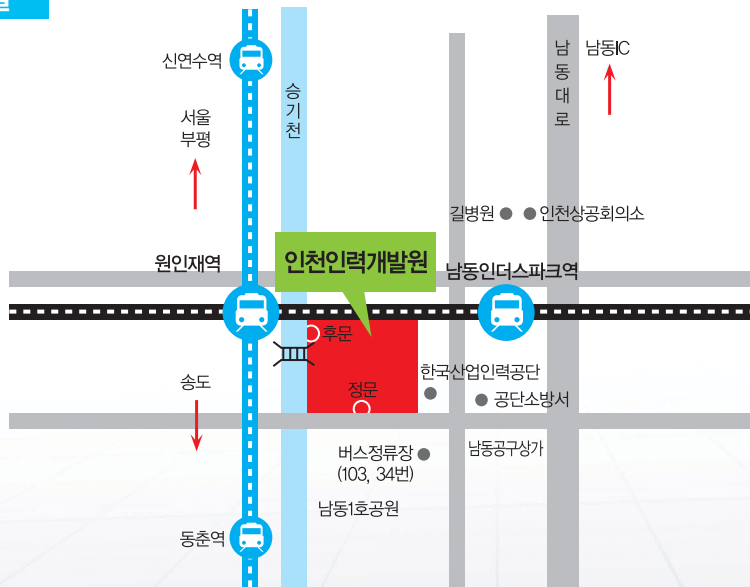 신연수역
승기천
남동대로
남동IC
서울
부평
길병원
인천상공회의소
원인재역
인천인력개발원
남동인더스파크역
후문
한국산업인력공단
송도
정문
공단소방서
버스정류장
(103, 34번)
남동공구상가
남동1호공원
동춘역